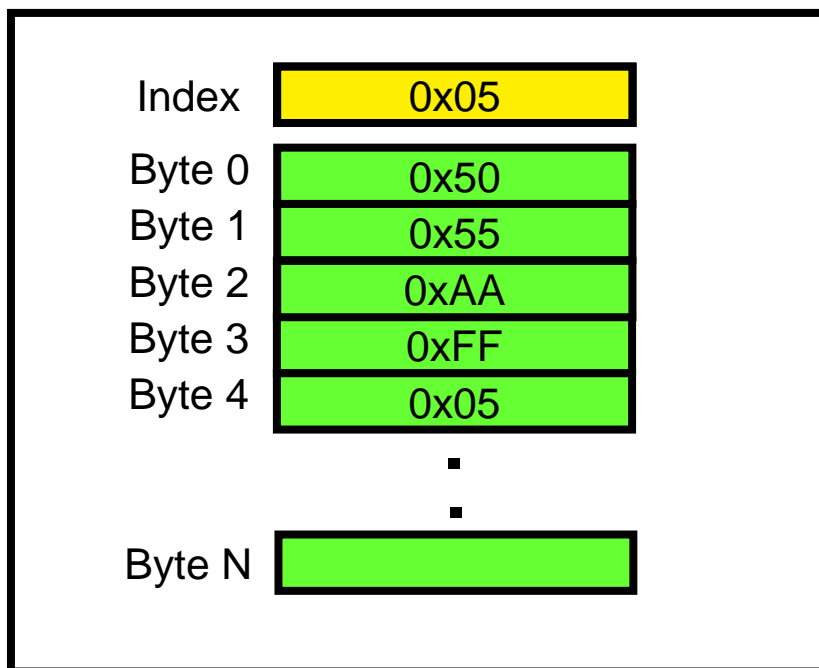 Index 0x05
Byte 0 0x50
Byte 1 0x55
Byte 2 0xAA
Byte 3 0xFF
Byte 4 0x05
Byte N